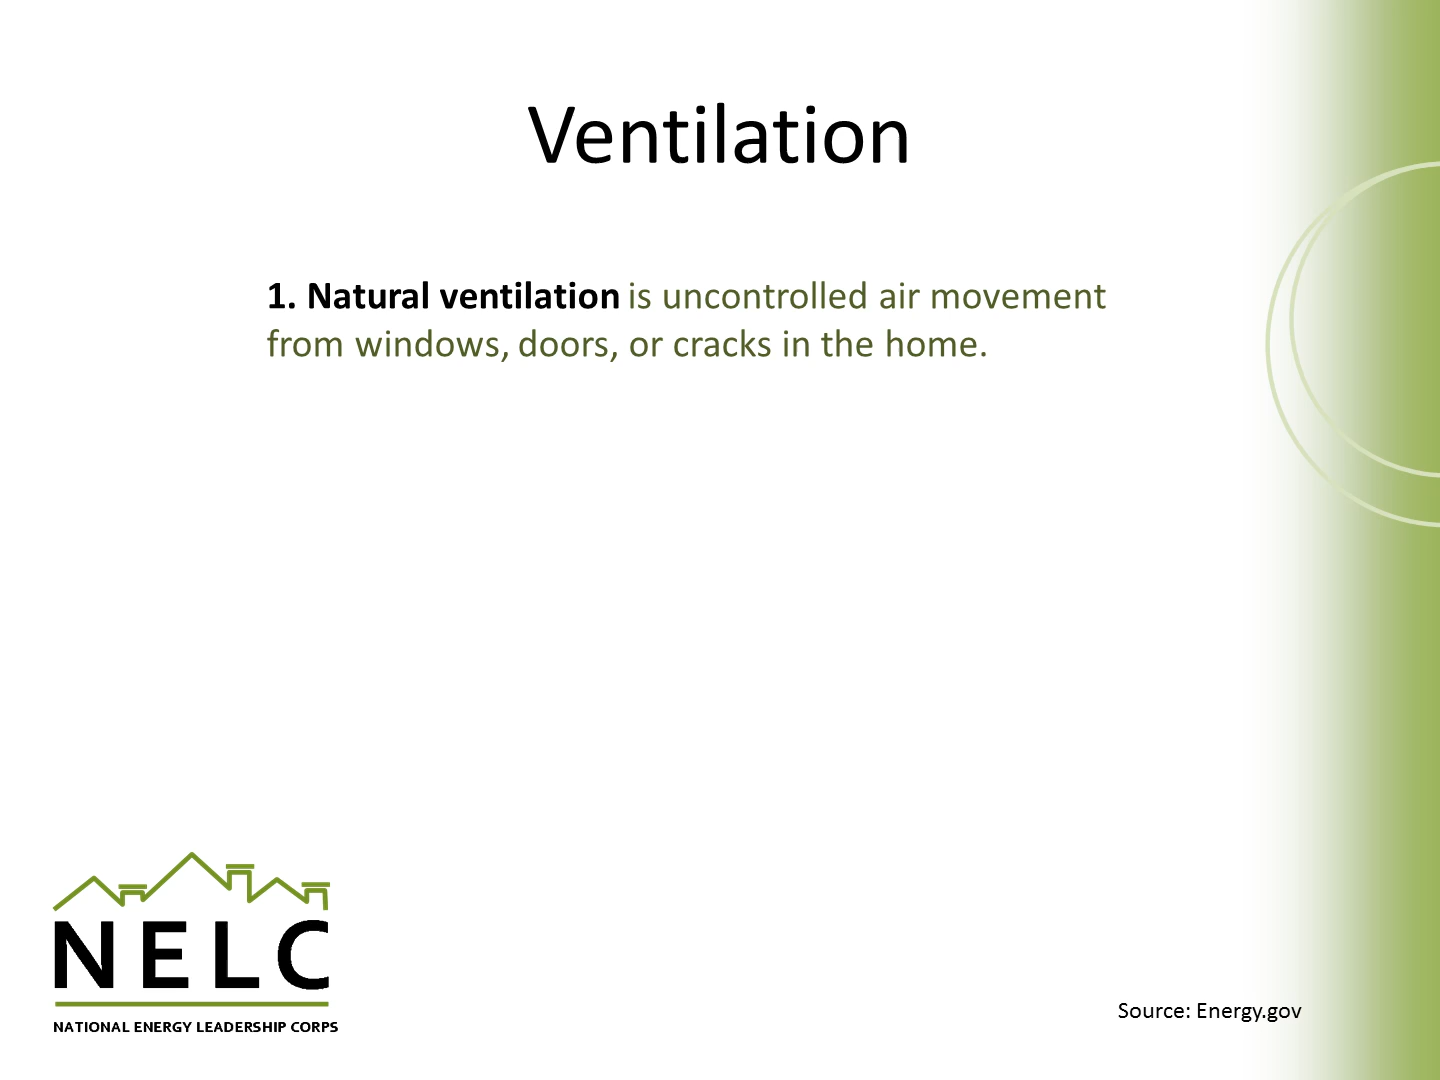 Ventilation
1. Natural ventilation is uncontrolled air movement
from windows, doors, or cracks in the home.
NELC
NATIONAL ENERGY LEADERSHIP CORPS
Source: Energy.gov